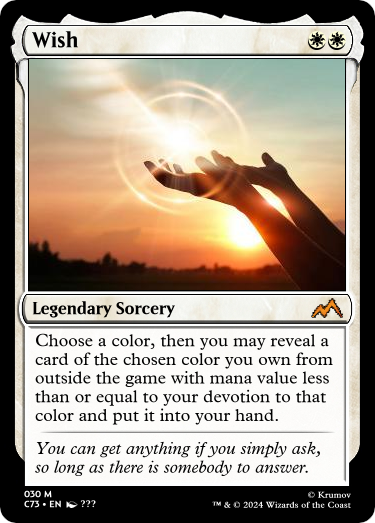 Wish
Legendary Sorcery
Choose a color, then you may reveal a
card of the chosen color you own from
outside the game with mana value less
than or equal to your devotion to that
color and put it into your hand.
You can get anything if you simply ask,
so long as there is somebody to answer.
030 M
© Krumov
C73 • EN ???
™ & © 2024 Wizards of the Coast